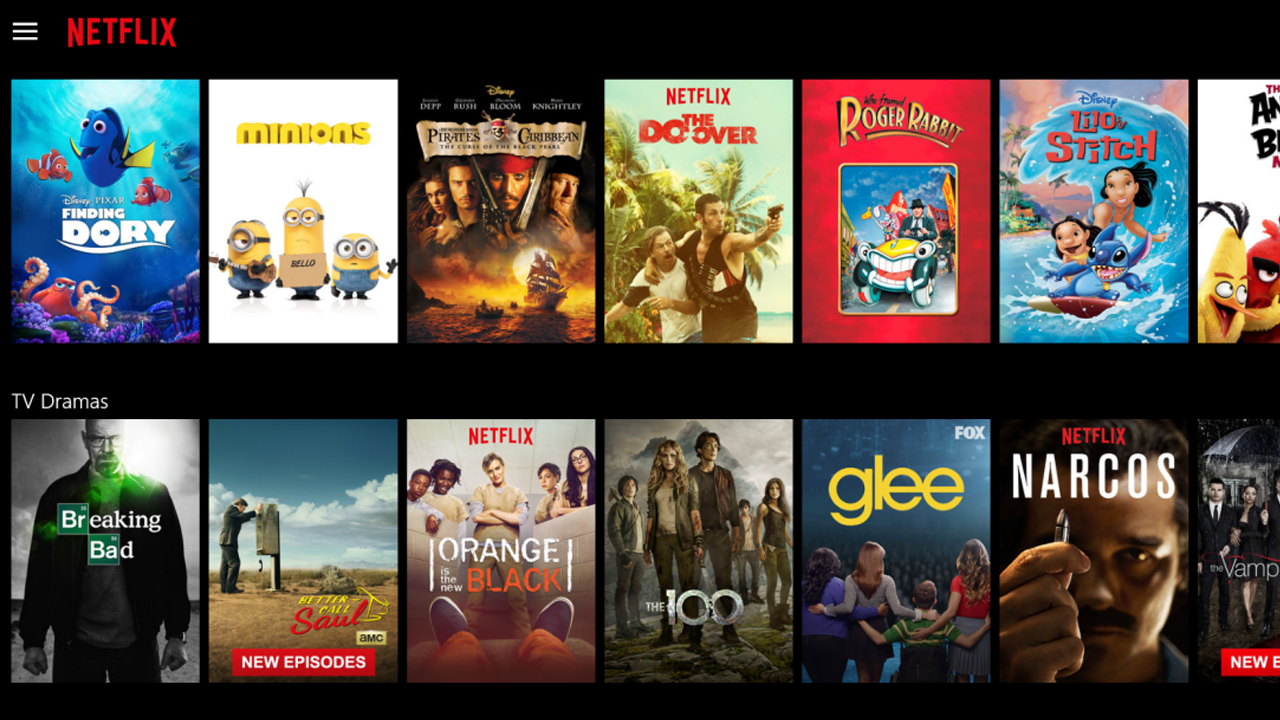 NETFLIX
Disney PIXAR
FINDING
DORY
minions
BELLO
Disney
DEPP RUSH BLOOM KNIGHTLEY
PIRATES of the CARIBBEAN
THE CURSE OF THE BLACK PEARL
NETFLIX
THE
DO-OVER
Who Framed
ROGER RABBIT
Disney
Lilo &
Stitch
TV Dramas
Breaking
Bad
BETTER
CALL
Saul
amc
NEW EPISODES
NETFLIX
ORANGE
is
the
new BLACK
THE 100
FOX
glee
NETFLIX
NARCOS
the Vamp
NEW E